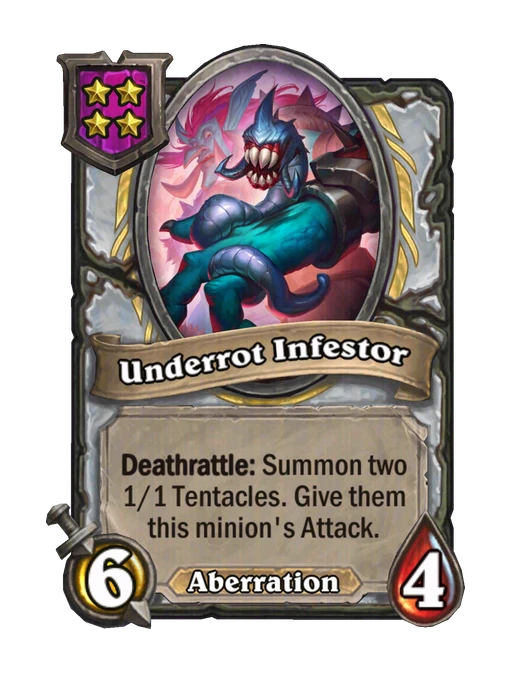 Underrot Infestor
Deathrattle: Summon two
1/1 Tentacles. Give them
this minion's Attack.
6
Aberration
4